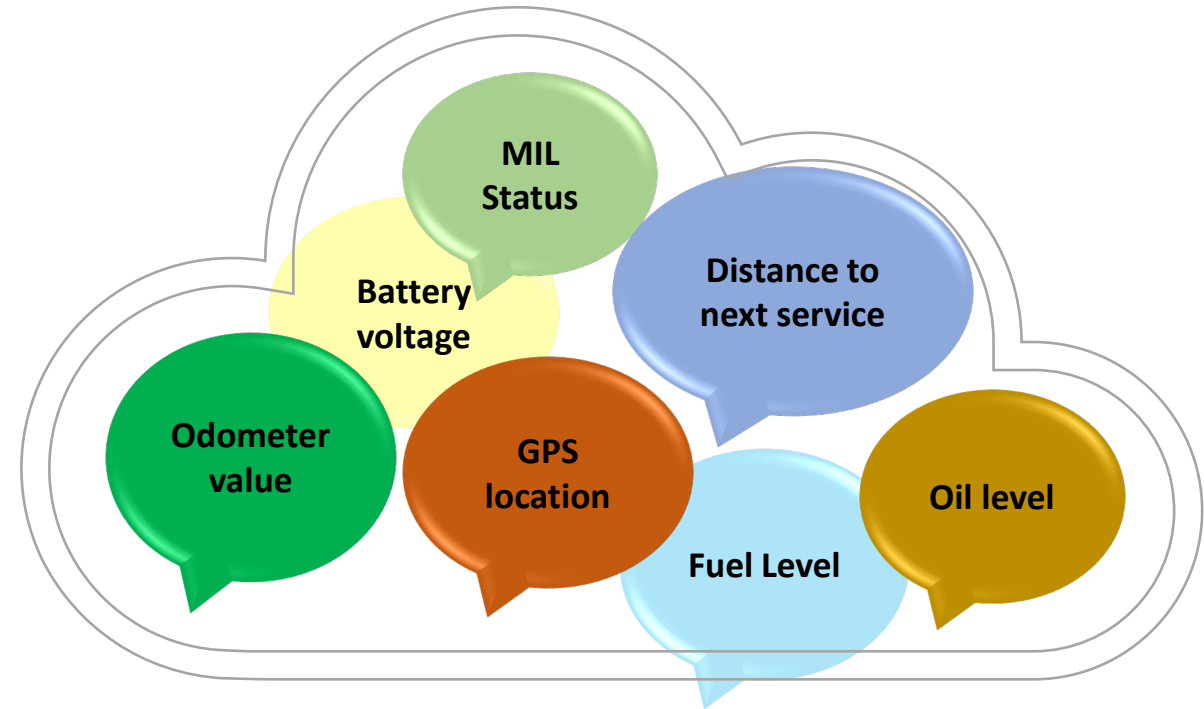 MIL
Status
Battery
voltage
Distance to
next service
Odometer
value
GPS
location
Fuel Level
Oil level